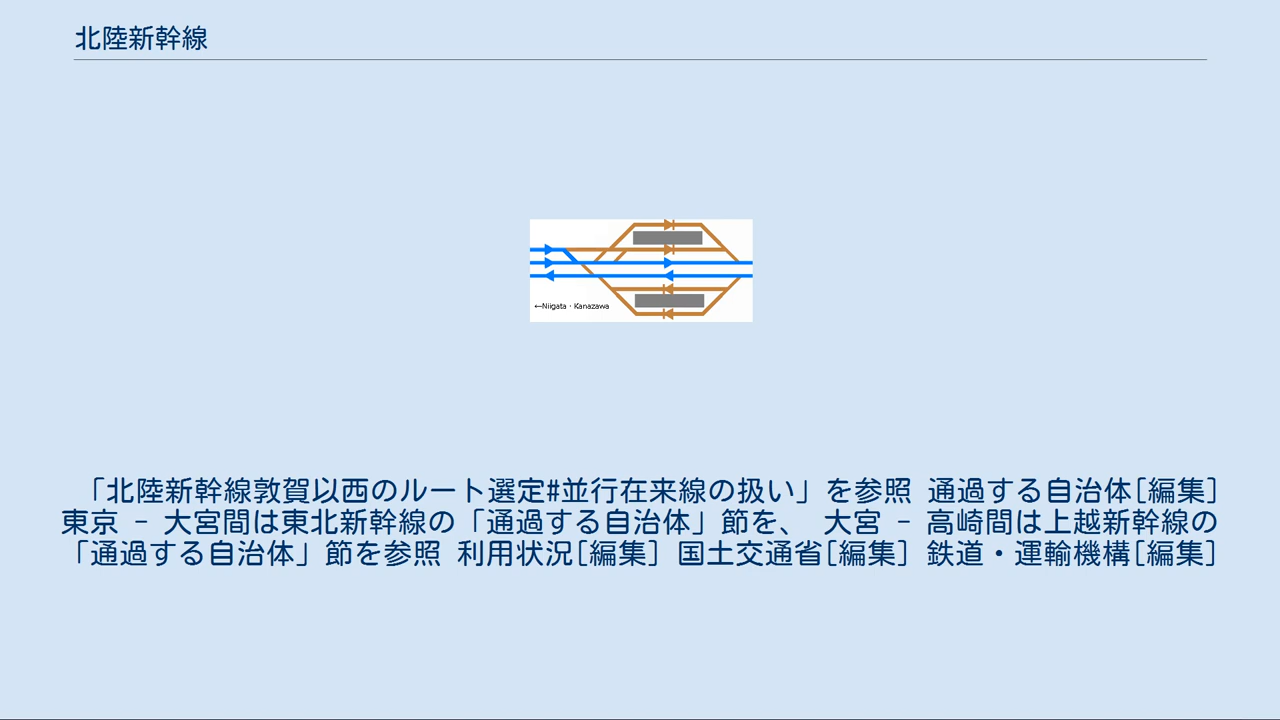 北陸新幹線
←Niigata · Kanazawa
「北陸新幹線敦賀以西のルート選定#並行在来線の扱い」を参照 通過する自治体[編集]
東京 - 大宮間は東北新幹線の「通過する自治体」節を、 大宮 - 高崎間は上越新幹線の
「通過する自治体」節を参照 利用状況[編集] 国土交通省[編集] 鉄道・運輸機構[編集]